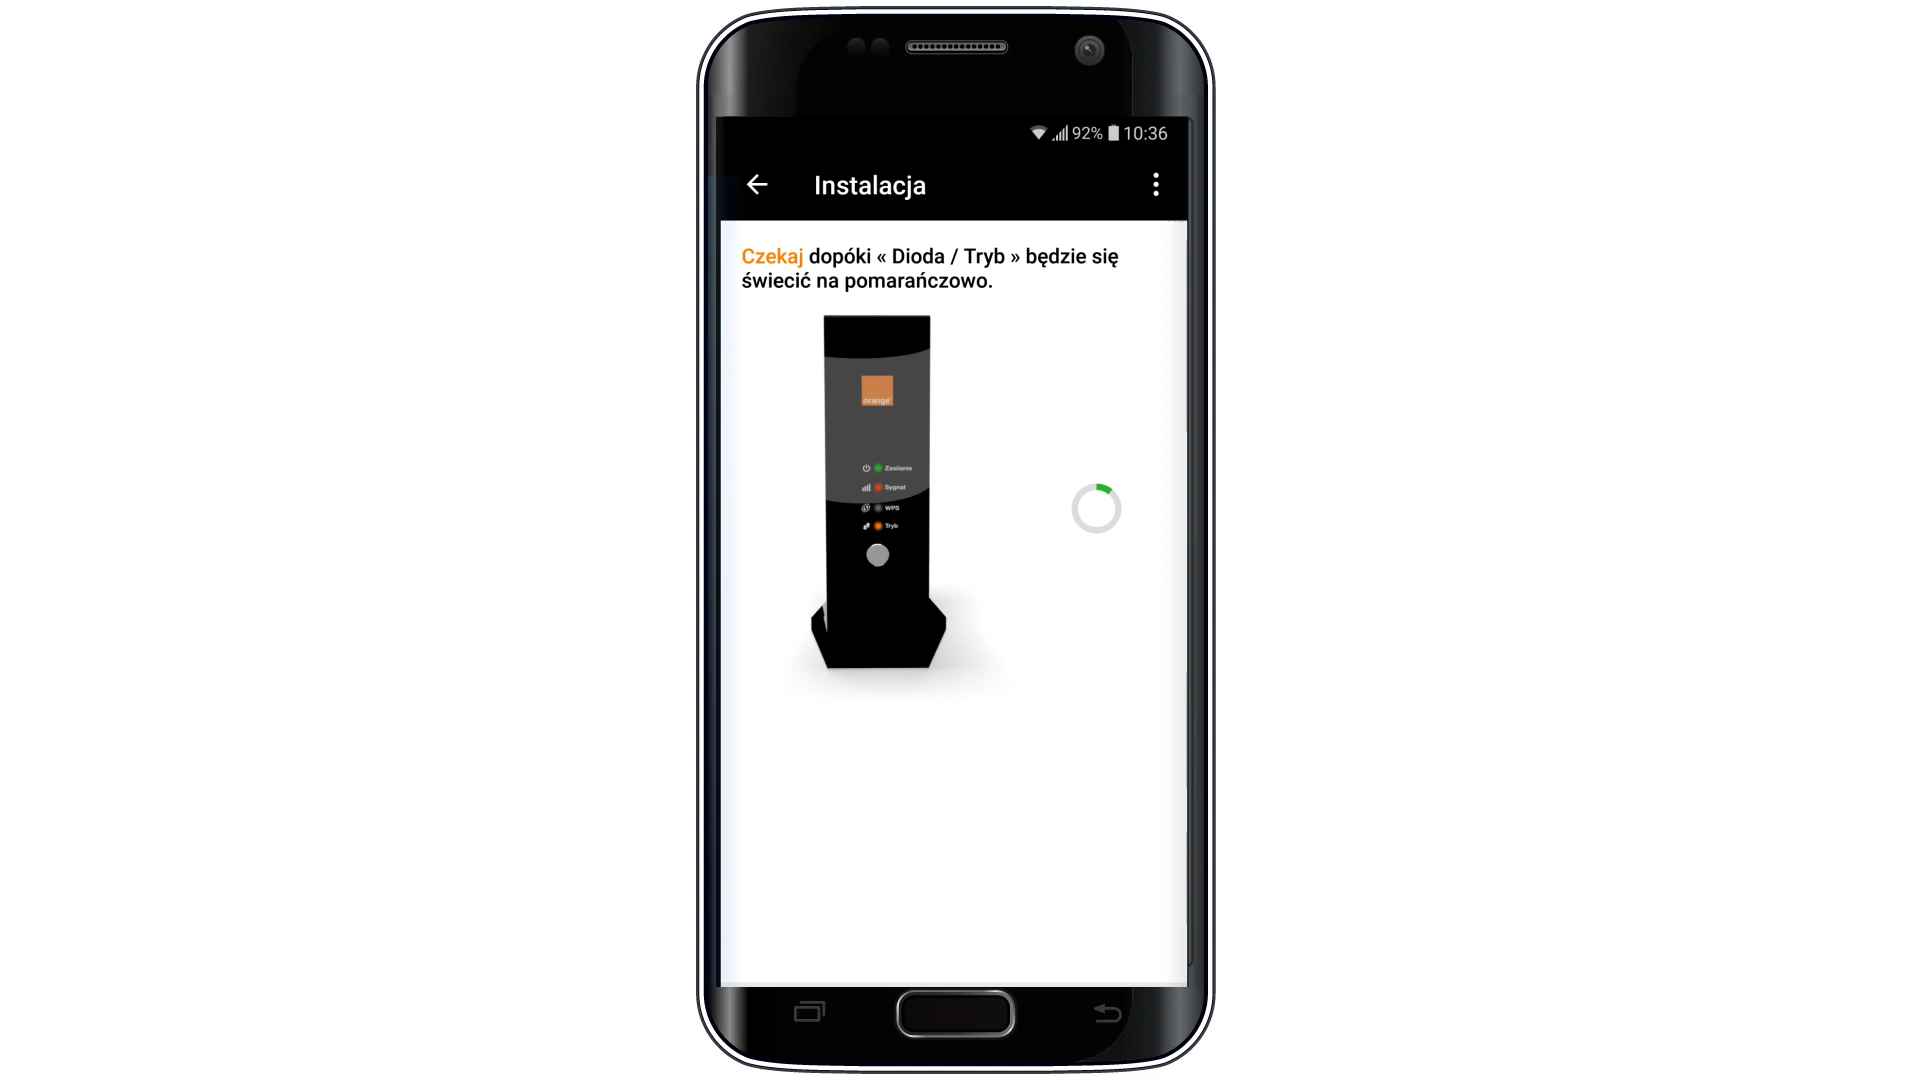 92% 10:36
Instalacja
Czekaj dopóki « Dioda / Tryb » będzie się
świecić na pomarańczowo.
orange
Zasilanie
Sygnał
WPS
Tryb